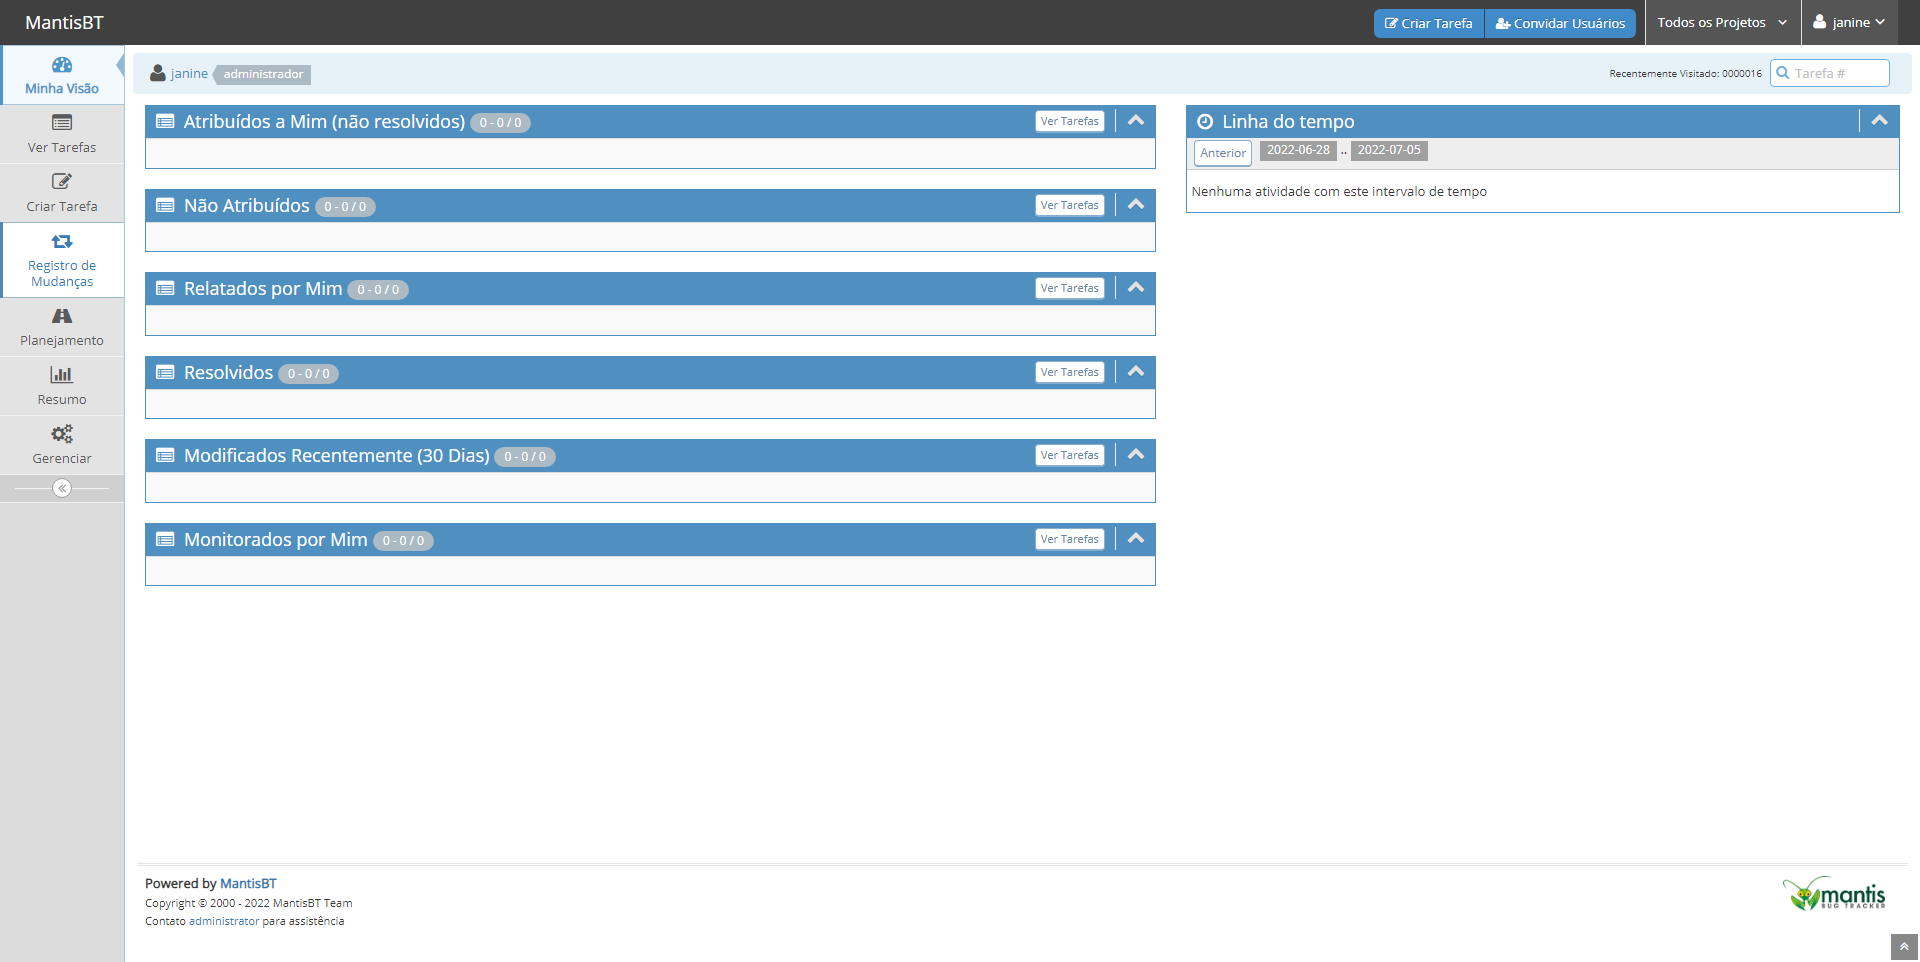 MantisBT
Criar Tarefa
Convidar Usuários
Todos os Projetos
janine
Minha Visão
Ver Tarefas
Criar Tarefa
Registro de
Mudanças
Planejamento
Resumo
Gerenciar
janine administrador
Recentemente Visitado: 0000016
Tarefa #
Atribuídos a Mim (não resolvidos) 0 - 0 / 0
Ver Tarefas
Não Atribuídos 0 - 0 / 0
Ver Tarefas
Relatados por Mim 0 - 0 / 0
Ver Tarefas
Resolvidos 0 - 0 / 0
Ver Tarefas
Modificados Recentemente (30 Dias) 0 - 0 / 0
Ver Tarefas
Monitorados por Mim 0 - 0 / 0
Ver Tarefas
Linha do tempo
Anterior 2022-06-28 .. 2022-07-05
Nenhuma atividade com este intervalo de tempo
Powered by MantisBT
Copyright © 2000 - 2022 MantisBT Team
Contato administrator para assistência
mantis
BUG TRACKER